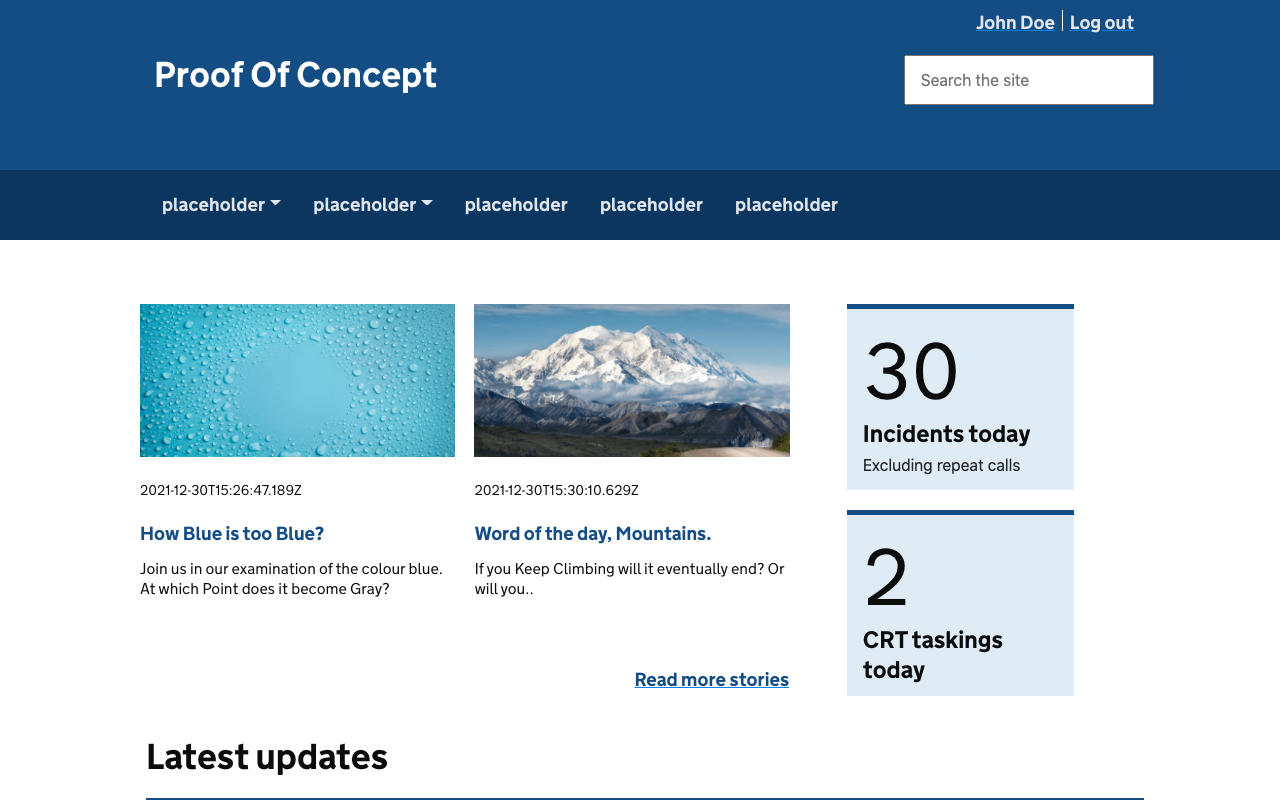 John Doe
Log out
Proof Of Concept
Search the site
placeholder
placeholder
placeholder
placeholder
placeholder
2021-12-30T15:26:47.189Z
How Blue is too Blue?
Join us in our examination of the colour blue.
At which Point does it become Gray?
2021-12-30T15:30:10.629Z
Word of the day, Mountains.
If you Keep Climbing will it eventually end? Or
will you..
Read more stories
30
Incidents today
Excluding repeat calls
2
CRT taskings
today
Latest updates